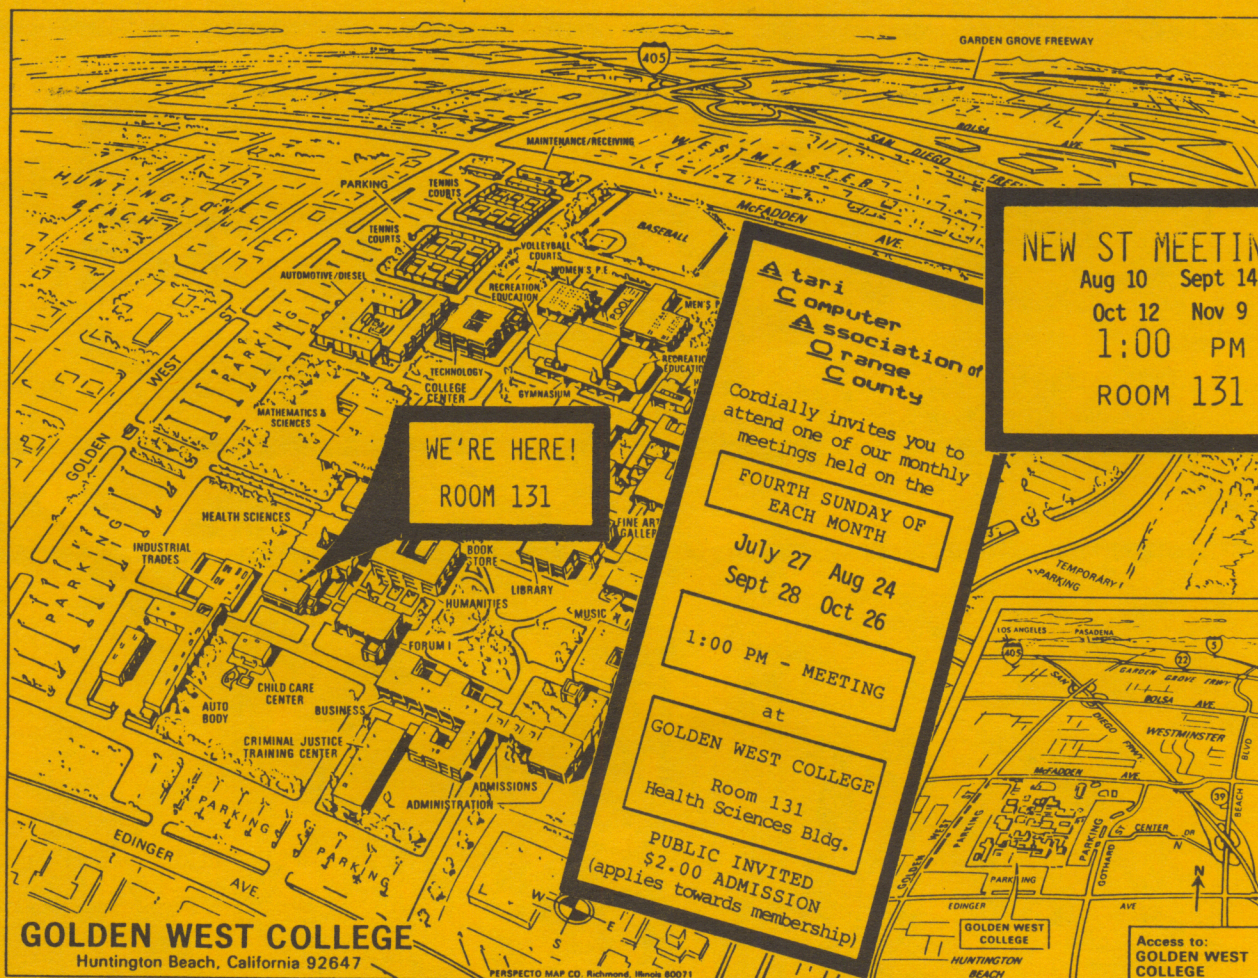 405
GARDEN GROVE FREEWAY
MAINTENANCE/RECEIVING
WESTMINSTER
SAN DIEGO
BOLSA
AVE.
HUNTINGTON
BEACH
PARKING
TENNIS
COURTS
TENNIS
COURTS
BASEBALL
McFADDEN
AVE.
AUTOMOTIVE/DIESEL
VOLLEYBALL
COURTS
WOMEN'S P.E.
RECREATION
EDUCATION
POOL
TECHNOLOGY
COLLEGE
CENTER
GYMNASIUM
GOLDEN WEST ST
PARKING
MATHEMATICS &
SCIENCES
WE'RE HERE!
ROOM 131
HEALTH SCIENCES
INDUSTRIAL
TRADES
PARKING
BOOK
STORE
LIBRARY
HUMANITIES
MUSIC
FORUM I
CHILD CARE
CENTER
AUTO
BODY
BUSINESS
CRIMINAL JUSTICE
TRAINING CENTER
ADMISSIONS
ADMINISTRATION
PARKING
PARKING
EDINGER
AVE.
W
E
S
GOLDEN WEST COLLEGE
Huntington Beach, California 92647
PERSPECTO MAP CO. Richmond, Illinois 60071
Atari
Computer
Association of
Orange
County
Cordially invites you to
attend one of our monthly
meetings held on the
FOURTH SUNDAY OF
EACH MONTH
July 27 Aug 24
Sept 28 Oct 26
1:00 PM - MEETING
at
GOLDEN WEST COLLEGE
Room 131
Health Sciences Bldg.
PUBLIC INVITED
$2.00 ADMISSION
(applies towards membership)
NEW ST MEETIN
Aug 10 Sept 14
Oct 12 Nov 9
1:00 PM
ROOM 131
TEMPORARY
PARKING
LOS ANGELES
PASADENA
405
22
5
GARDEN GROVE FRWY
BOLSA AVE.
SAN DIEGO FRWY
WESTMINSTER
McFADDEN AVE.
BEACH BLVD
39
GOLDEN WEST
PARKING
PARKING
GOTHARD ST
CENTER DR
N
PARKING
EDINGER AVE
GOLDEN WEST
COLLEGE
HUNTINGTON
BEACH
Access to:
GOLDEN WEST
COLLEGE